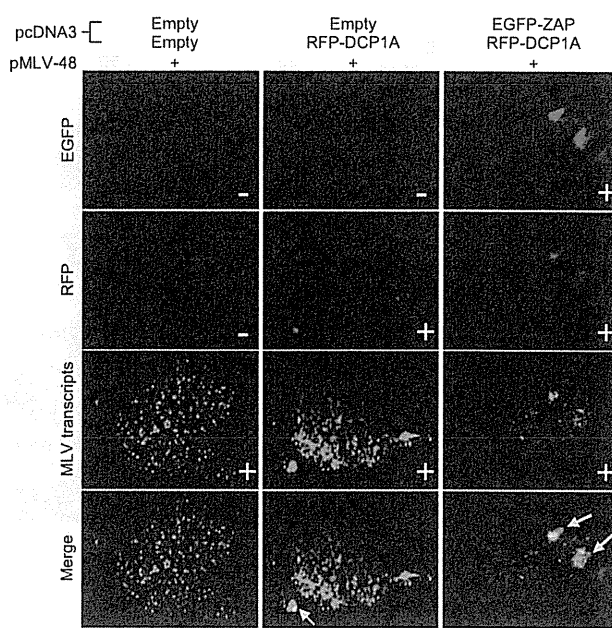 pcDNA3
Empty Empty EGFP-ZAP
Empty RFP-DCP1A RFP-DCP1A
pMLV-48 + + +
EGFP - - +
RFP - + +
MLV transcripts + + +
Merge